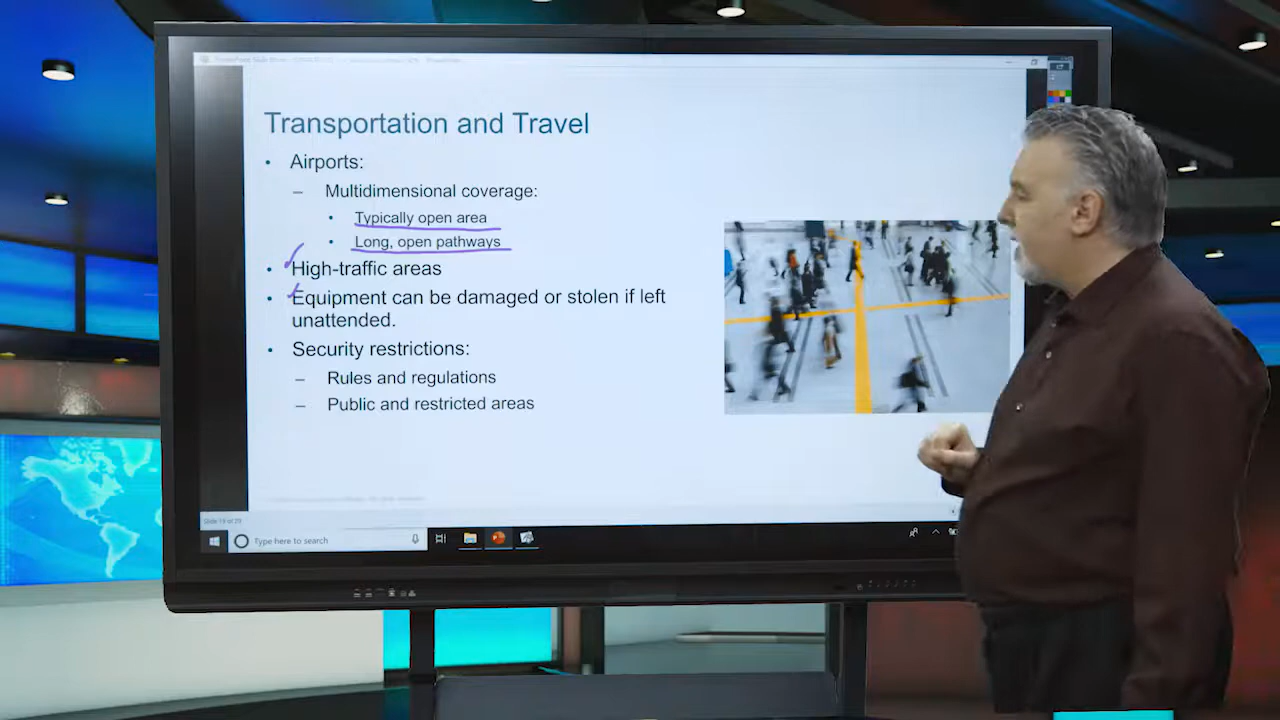 Transportation and Travel
• Airports:
– Multidimensional coverage:
• Typically open area
• Long, open pathways
• High-traffic areas
• Equipment can be damaged or stolen if left
unattended.
• Security restrictions:
– Rules and regulations
– Public and restricted areas
Type here to search